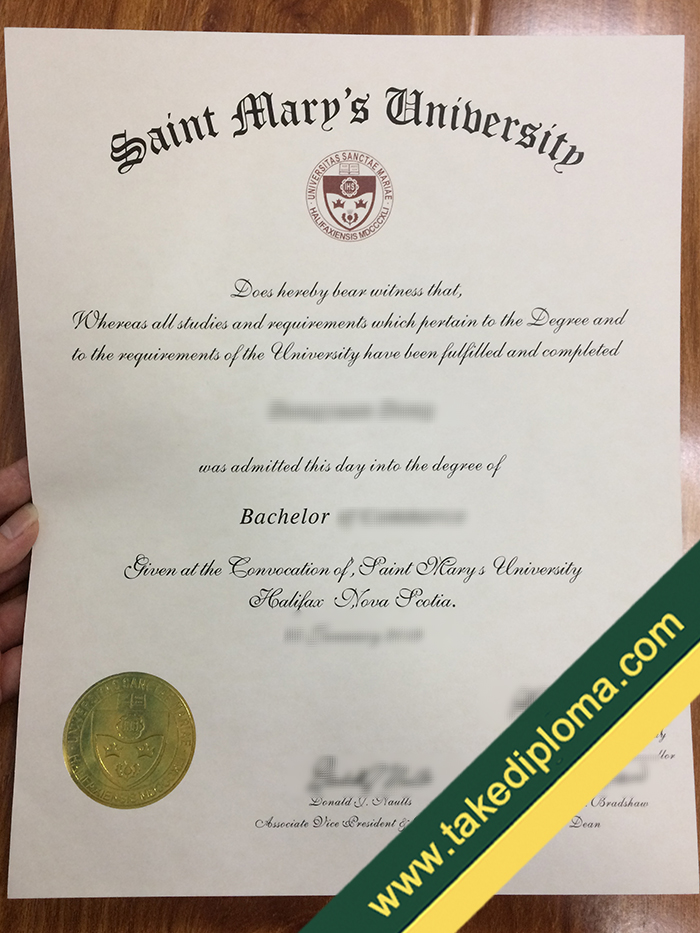 Saint Mary's University
UNIVERSITAS SANCTAE MARIAE
IHS
HALIFAXIENSIS MDCCCXLI
Does hereby bear witness that,
Whereas all studies and requirements which pertain to the Degree and
to the requirements of the University have been fulfilled and completed
was admitted this day into the degree of
Bachelor
Given at the Convocation of, Saint Mary s University
Halifax Nova Scotia.
Donald J. Naulls
Bradshaw
Associate Vice President &
Dean
www.takediploma.com